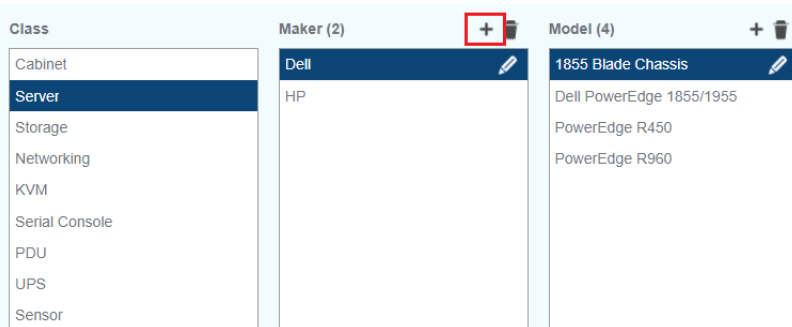 Class
Cabinet
Server
Storage
Networking
KVM
Serial Console
PDU
UPS
Sensor
Maker (2)
Dell
HP
Model (4)
1855 Blade Chassis
Dell PowerEdge 1855/1955
PowerEdge R450
PowerEdge R960